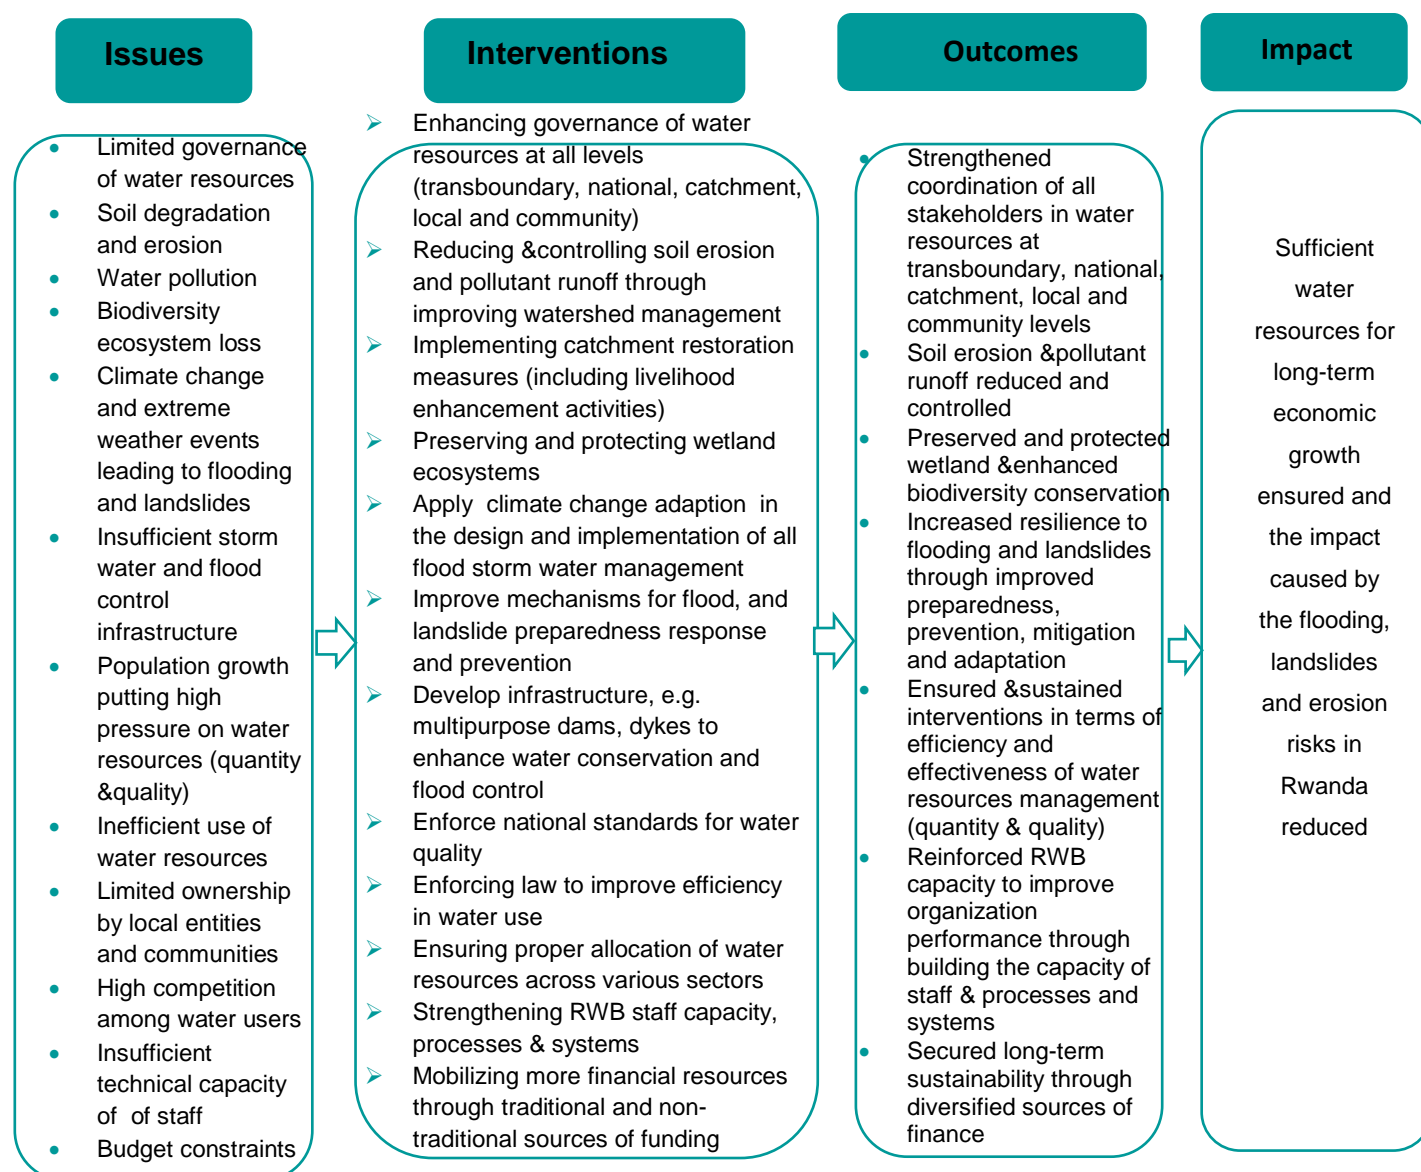 Issues
Limited governance
of water resources
Soil degradation
and erosion
Water pollution
Biodiversity
ecosystem loss
Climate change
and extreme
weather events
leading to flooding
and landslides
Insufficient storm
water and flood
control
infrastructure
Population growth
putting high
pressure on water
resources (quantity
&quality)
Inefficient use of
water resources
Limited ownership
by local entities
and communities
High competition
among water users
Insufficient
technical capacity
of of staff
Budget constraints
Interventions
Enhancing governance of water
resources at all levels
(transboundary, national, catchment,
local and community)
Reducing &controlling soil erosion
and pollutant runoff through
improving watershed management
Implementing catchment restoration
measures (including livelihood
enhancement activities)
Preserving and protecting wetland
ecosystems
Apply climate change adaption in
the design and implementation of all
flood storm water management
Improve mechanisms for flood, and
landslide preparedness response
and prevention
Develop infrastructure, e.g.
multipurpose dams, dykes to
enhance water conservation and
flood control
Enforce national standards for water
quality
Enforcing law to improve efficiency
in water use
Ensuring proper allocation of water
resources across various sectors
Strengthening RWB staff capacity,
processes & systems
Mobilizing more financial resources
through traditional and non-
traditional sources of funding
Outcomes
Strengthened
coordination of all
stakeholders in water
resources at
transboundary, national,
catchment, local and
community levels
Soil erosion &pollutant
runoff reduced and
controlled
Preserved and protected
wetland &enhanced
biodiversity conservation
Increased resilience to
flooding and landslides
through improved
preparedness,
prevention, mitigation
and adaptation
Ensured &sustained
interventions in terms of
efficiency and
effectiveness of water
resources management
(quantity & quality)
Reinforced RWB
capacity to improve
organization
performance through
building the capacity of
staff & processes and
systems
Secured long-term
sustainability through
diversified sources of
finance
Impact
Sufficient
water
resources for
long-term
economic
growth
ensured and
the impact
caused by
the flooding,
landslides
and erosion
risks in
Rwanda
reduced